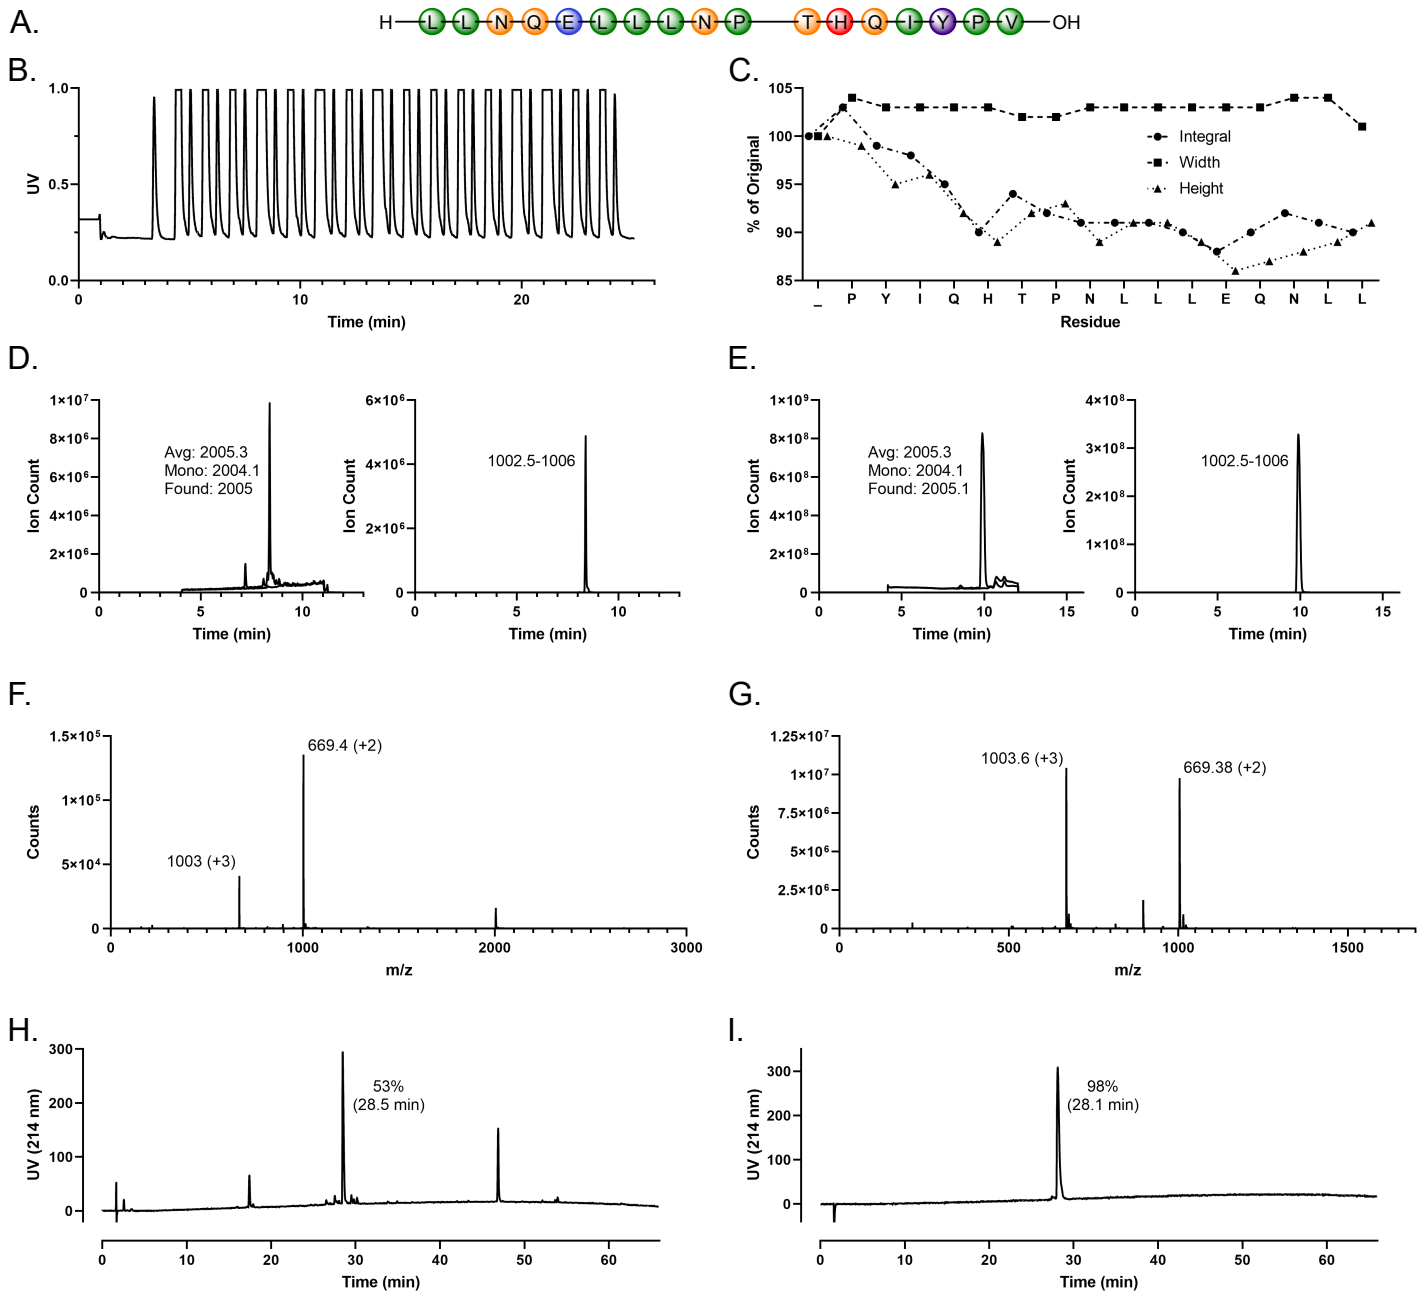 A.
H L L N Q E L L L N P T H Q I Y P V OH
B.
UV
1.0
0.5
0.0
0 10 20
Time (min)
C.
% of Original
105
100
95
90
85
Integral
Width
Height
_ P Y I Q H T P N L L L E Q N L L
Residue
D.
Ion Count
1×10⁷
8×10⁶
6×10⁶
4×10⁶
2×10⁶
0
Avg: 2005.3
Mono: 2004.1
Found: 2005
0 5 10
Time (min)
Ion Count
6×10⁶
4×10⁶
2×10⁶
0
1002.5-1006
0 5 10
Time (min)
E.
Ion Count
1×10⁹
8×10⁸
6×10⁸
4×10⁸
2×10⁸
0
Avg: 2005.3
Mono: 2004.1
Found: 2005.1
0 5 10 15
Time (min)
Ion Count
4×10⁸
3×10⁸
2×10⁸
1×10⁸
0
1002.5-1006
0 5 10 15
Time (min)
F.
Counts
1.5×10⁵
1×10⁵
5×10⁴
0
669.4 (+2)
1003 (+3)
0 1000 2000 3000
m/z
G.
Counts
1.25×10⁷
1×10⁷
7.5×10⁶
5×10⁶
2.5×10⁶
0
1003.6 (+3)
669.38 (+2)
0 500 1000 1500
m/z
H.
UV (214 nm)
300
200
100
0
53%
(28.5 min)
0 10 20 30 40 50 60
Time (min)
I.
UV (214 nm)
300
200
100
0
98%
(28.1 min)
0 10 20 30 40 50 60
Time (min)